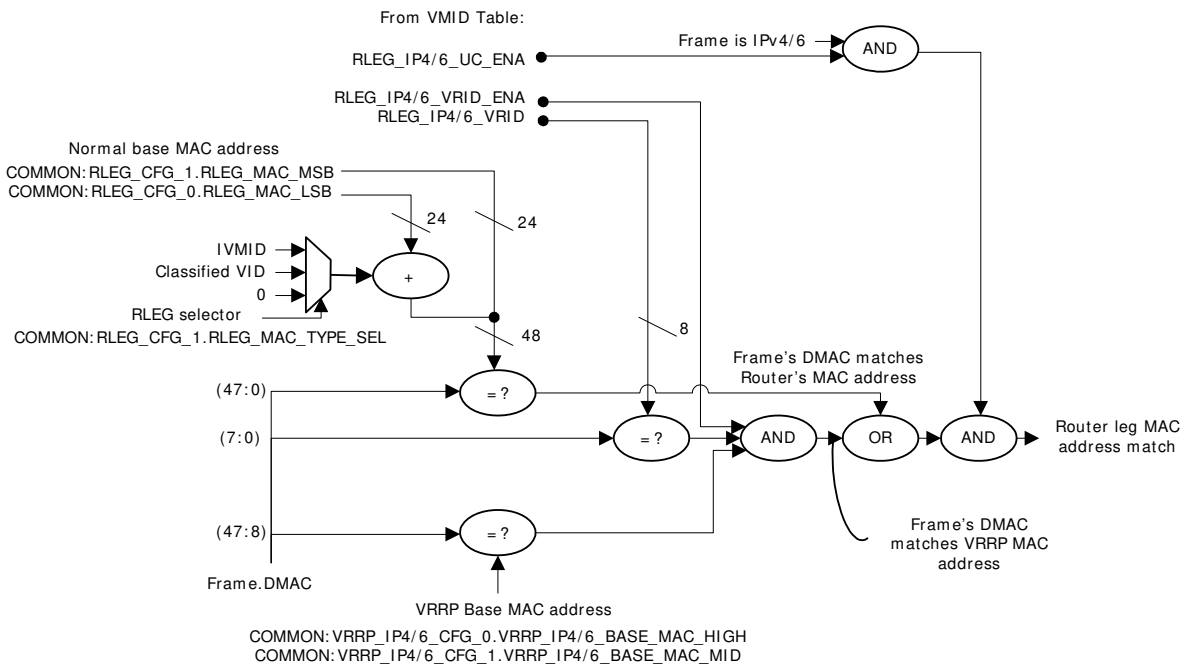 From VMID Table:
Frame is IPv4/6
AND
RLEG_IP4/6_UC_ENA
RLEG_IP4/6_VRID_ENA
RLEG_IP4/6_VRID
Normal base MAC address
COMMON:RLEG_CFG_1.RLEG_MAC_MSB
COMMON:RLEG_CFG_0.RLEG_MAC_LSB
24
24
IVMID
Classified VID
0
+
RLEG selector
COMMON:RLEG_CFG_1.RLEG_MAC_TYPE_SEL
48
8
Frame's DMAC matches
Router's MAC address
(47:0)
= ?
(7:0)
= ?
AND
OR
AND
Router leg MAC
address match
(47:8)
= ?
Frame's DMAC
matches VRRP MAC
address
Frame.DMAC
VRRP Base MAC address
COMMON:VRRP_IP4/6_CFG_0.VRRP_IP4/6_BASE_MAC_HIGH
COMMON:VRRP_IP4/6_CFG_1.VRRP_IP4/6_BASE_MAC_MID